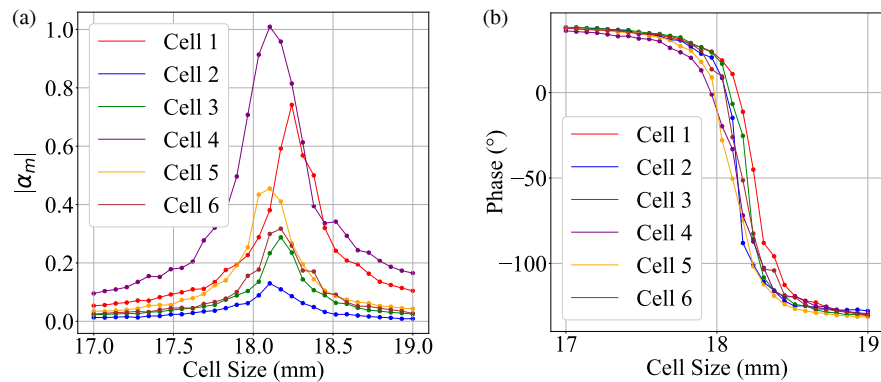 (a)
1.0
0.8
0.6
0.4
0.2
0.0
|α_m|
Cell 1
Cell 2
Cell 3
Cell 4
Cell 5
Cell 6
17.0 17.5 18.0 18.5 19.0
Cell Size (mm)
(b)
0
−50
−100
Phase (°)
Cell 1
Cell 2
Cell 3
Cell 4
Cell 5
Cell 6
17 18 19
Cell Size (mm)